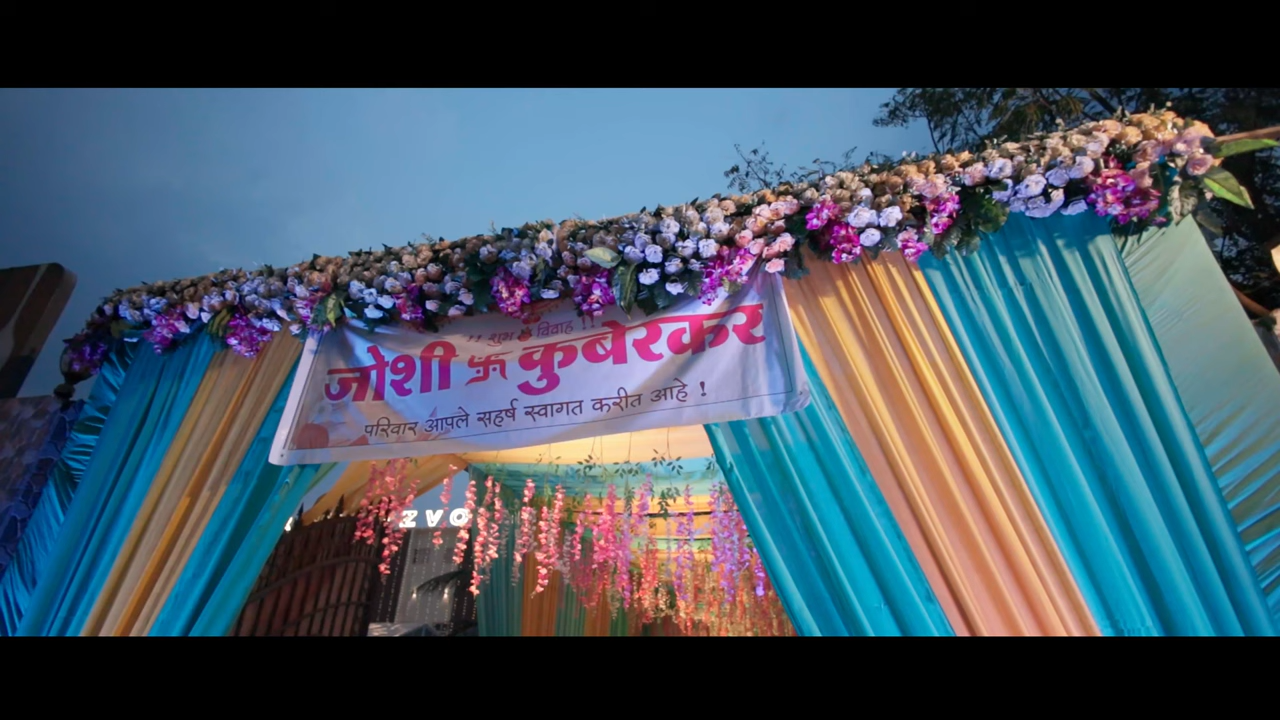 ।। शुभ विवाह ।।
जोशी 卐 कुबेरकर
परिवार आपले सहर्ष स्वागत करीत आहे !
ZVO